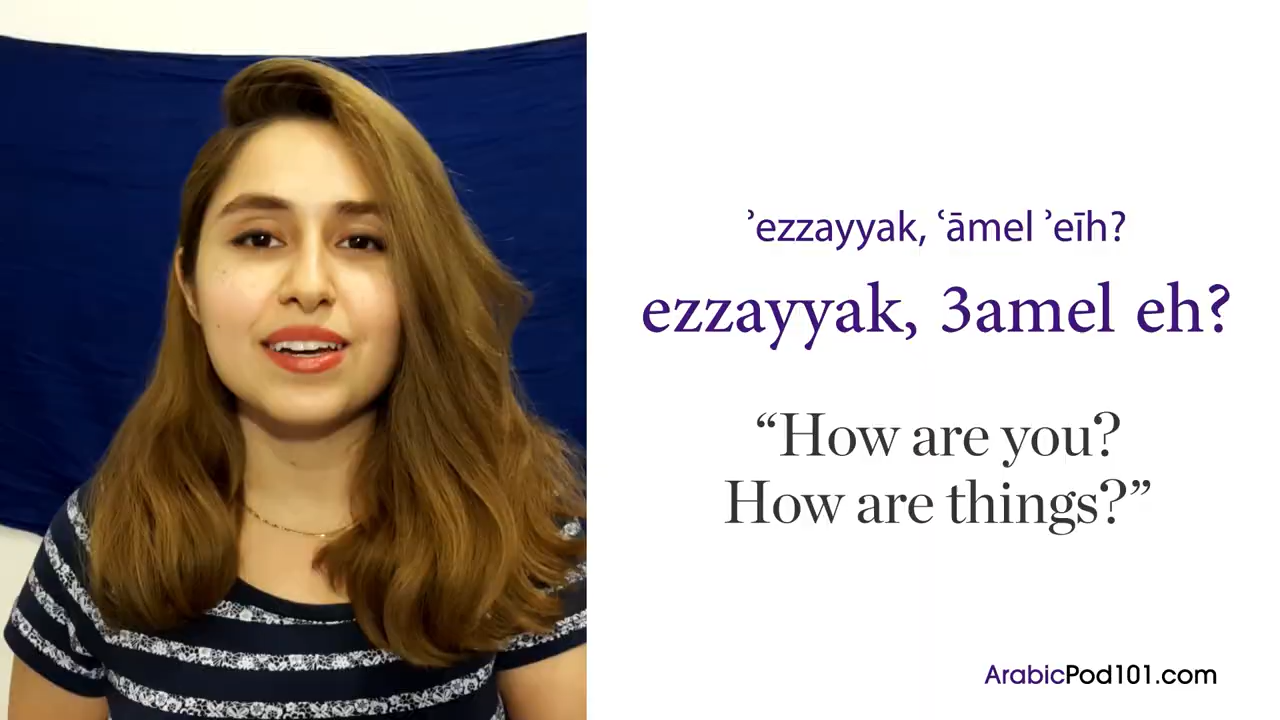 ʾezzayyak, ʿāmel ʾeīh?
ezzayyak, 3amel eh?
“How are you?
How are things?”
ArabicPod101.com